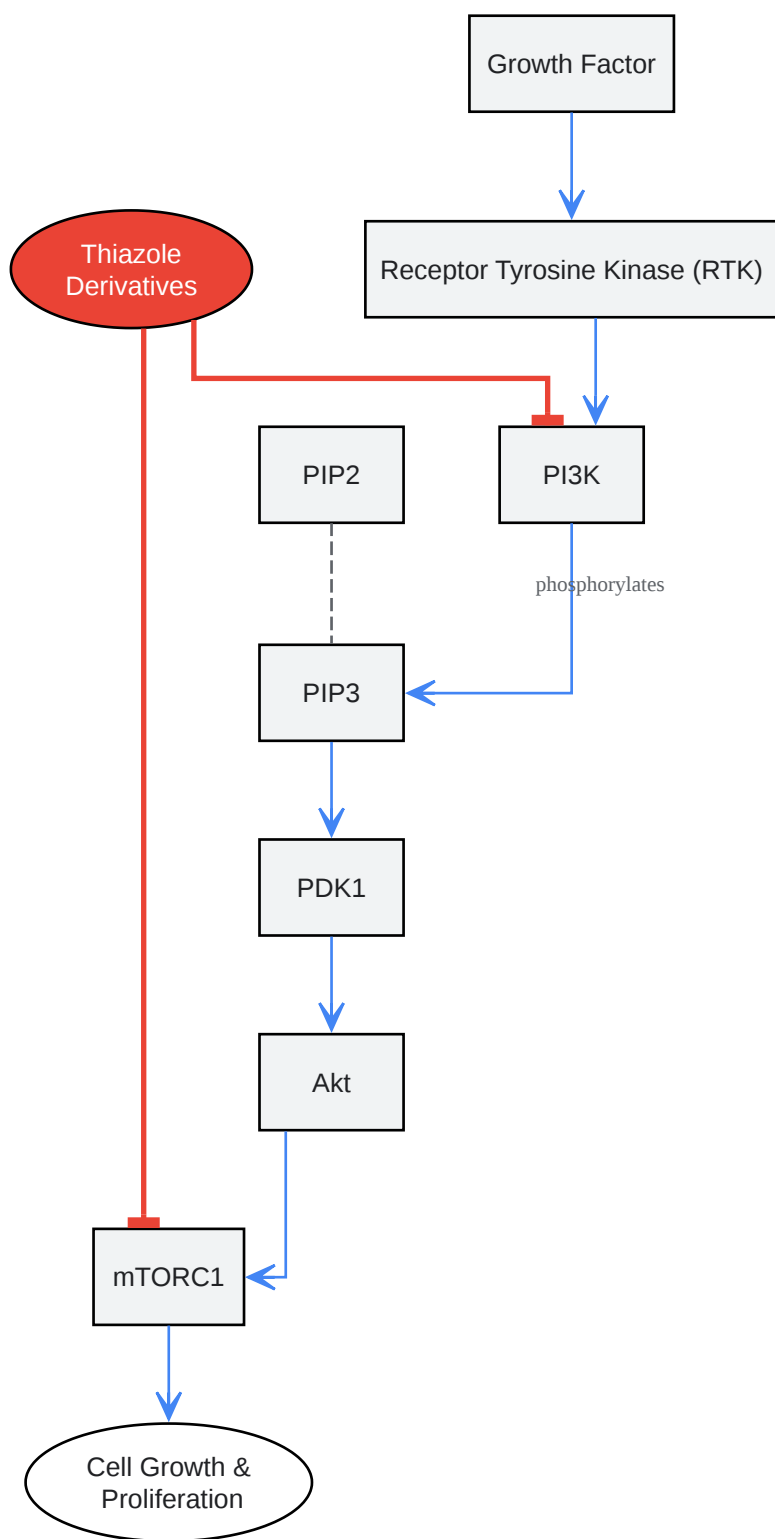 Growth Factor
Thiazole
Derivatives
Receptor Tyrosine Kinase (RTK)
PIP2
PI3K
phosphorylates
PIP3
PDK1
Akt
mTORC1
Cell Growth &
Proliferation